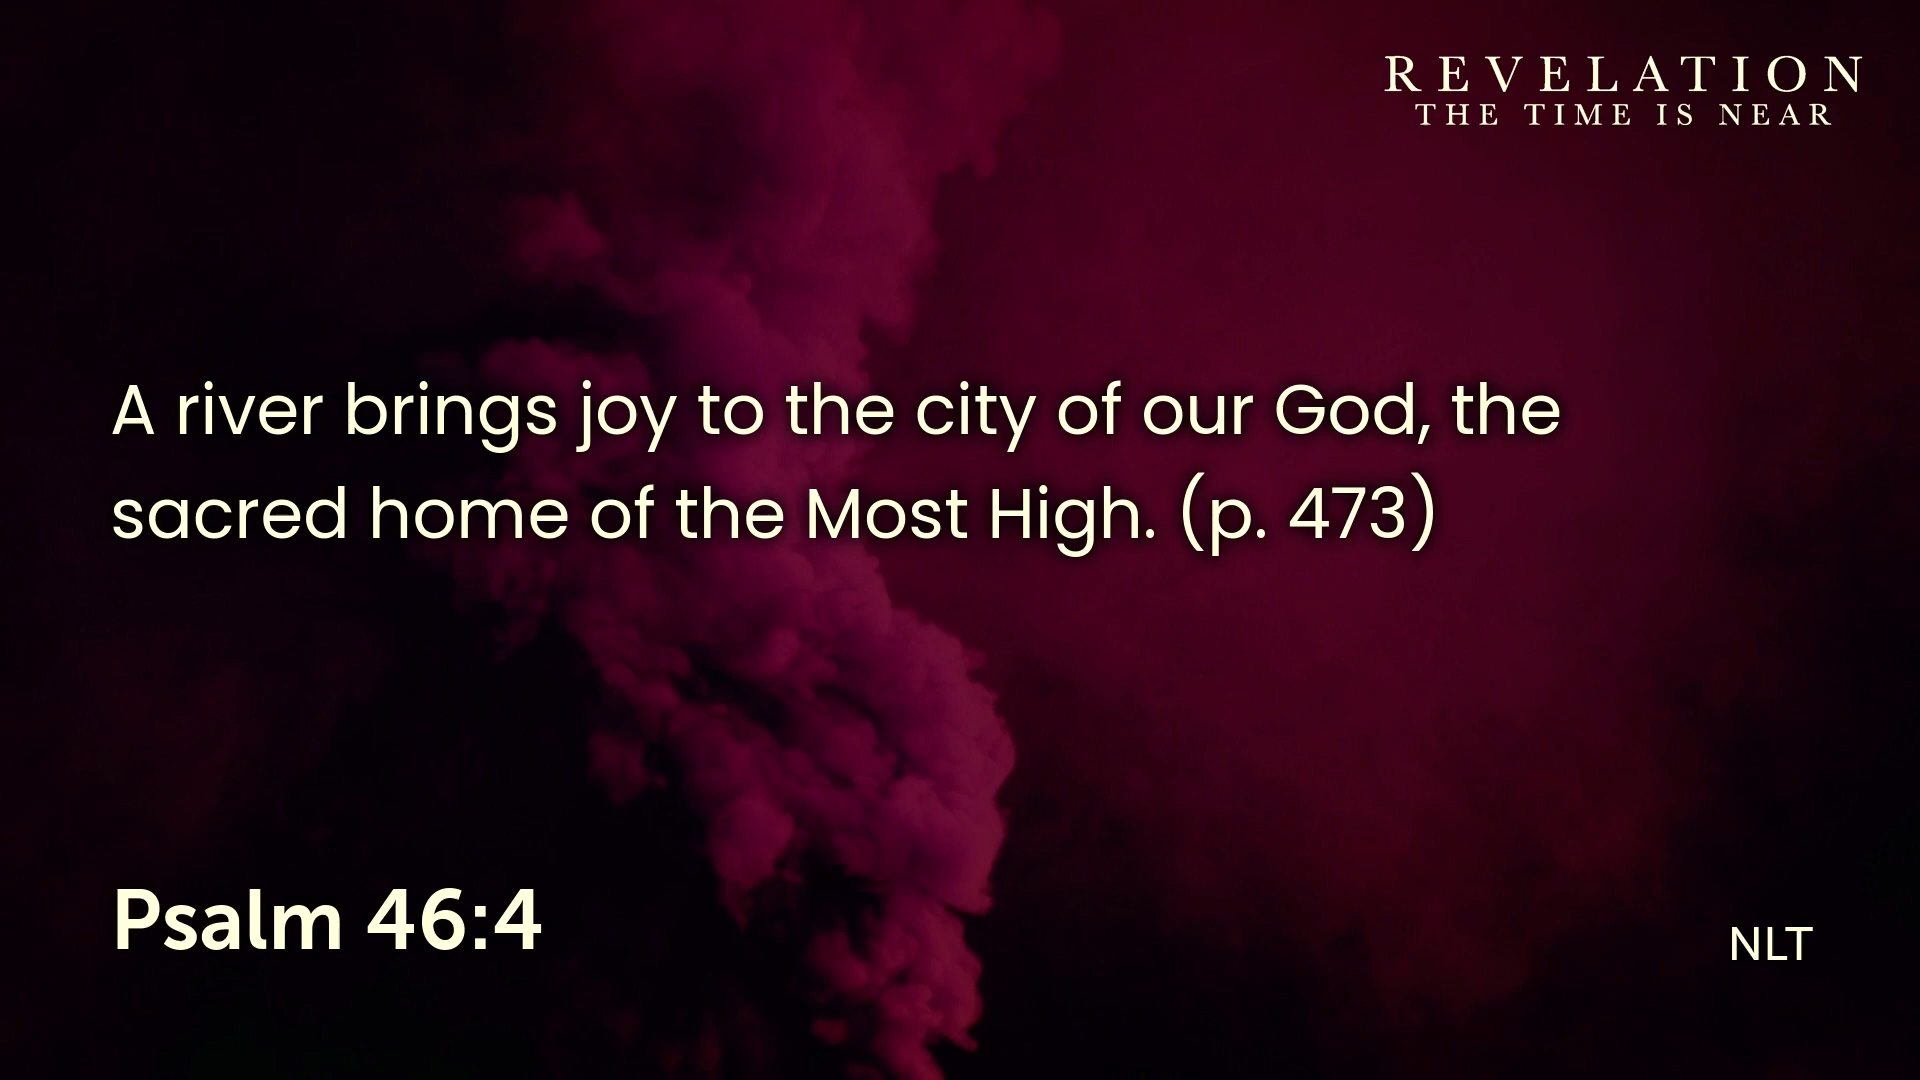 REVELATION
THE TIME IS NEAR
A river brings joy to the city of our God, the
sacred home of the Most High. (p. 473)
Psalm 46:4
NLT